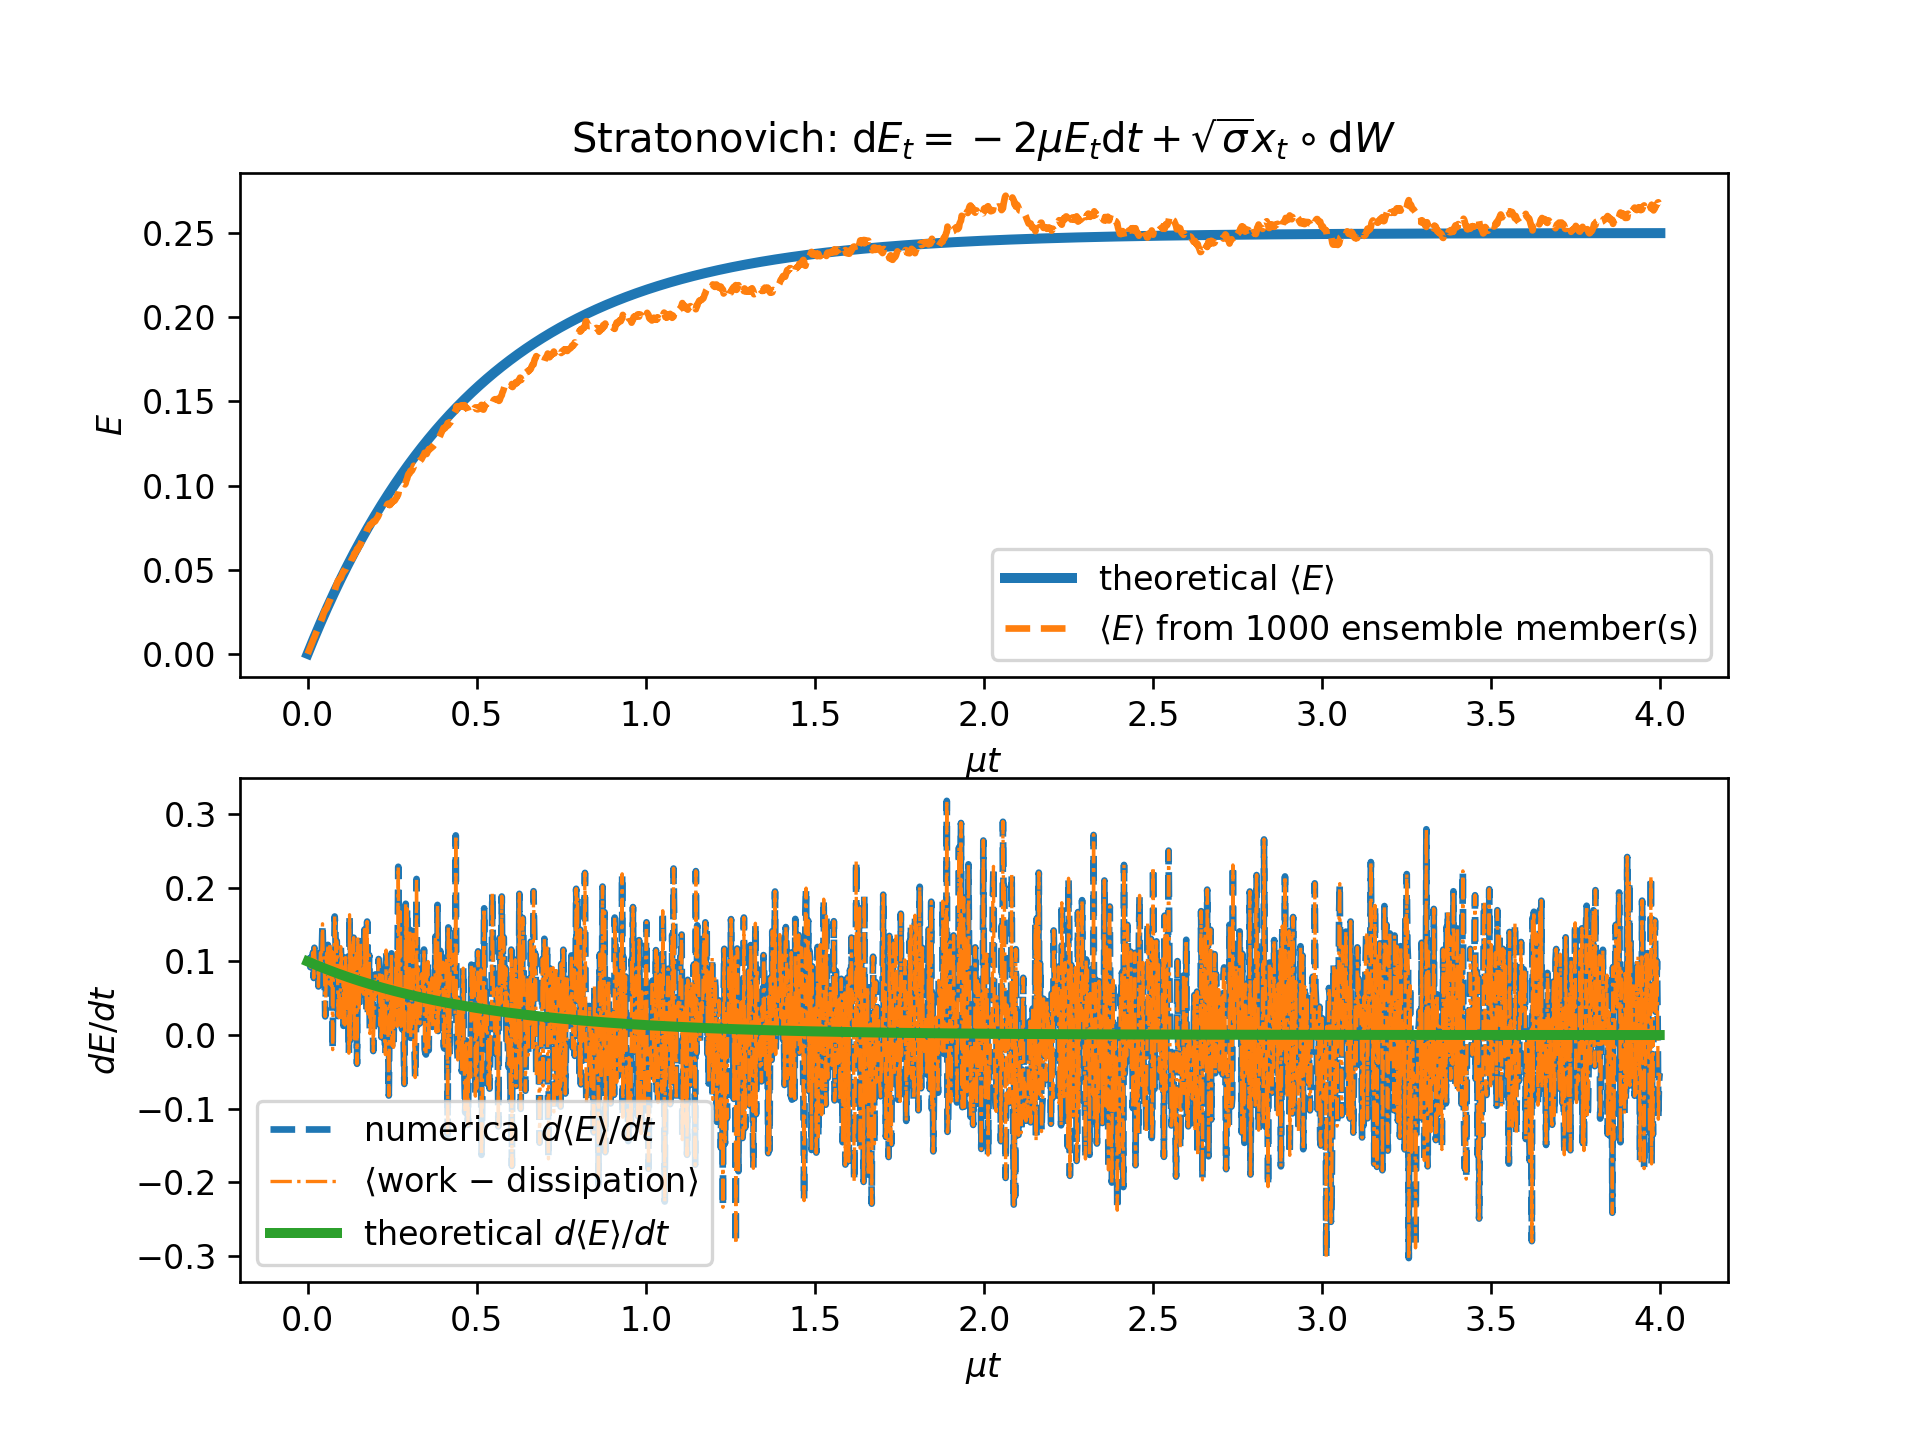 Stratonovich: dE_t = −2μE_t dt + √σ x_t ∘ dW
E
0.25
0.20
0.15
0.10
0.05
0.00
theoretical ⟨E⟩
⟨E⟩ from 1000 ensemble member(s)
0.0 0.5 1.0 1.5 2.0 2.5 3.0 3.5 4.0
μt
dE/dt
0.3
0.2
0.1
0.0
−0.1
−0.2
−0.3
numerical d⟨E⟩/dt
⟨work − dissipation⟩
theoretical d⟨E⟩/dt
0.0 0.5 1.0 1.5 2.0 2.5 3.0 3.5 4.0
μt